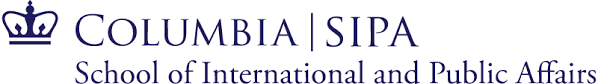 COLUMBIA | SIPA
School of International and Public Affairs